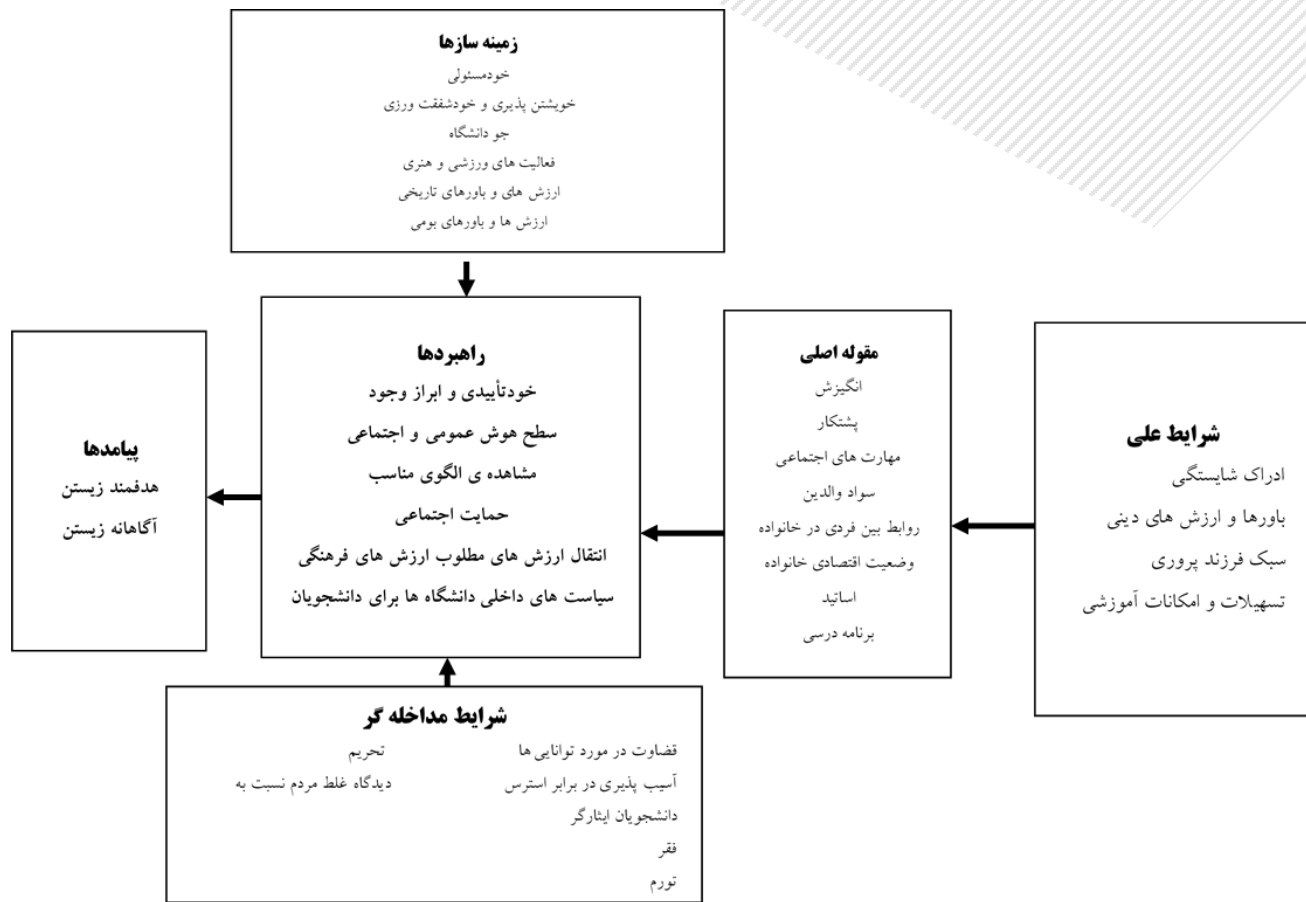 زمینه سازها
خودمسئولی
خویشتن پذیری و خودشفقت ورزی
جو دانشگاه
فعالیت های ورزشی و هنری
ارزش های و باورهای تاریخی
ارزش ها و باورهای بومی
شرایط علی
ادراک شایستگی
باورها و ارزش های دینی
سبک فرزند پروری
تسهیلات و امکانات آموزشی
مقوله اصلی
انگیزش
پشتکار
مهارت های اجتماعی
سواد والدین
روابط بین فردی در خانواده
وضعیت اقتصادی خانواده
اساتید
برنامه درسی
راهبردها
خودتأییدی و ابراز وجود
سطح هوش عمومی و اجتماعی
مشاهده ی الگوی مناسب
حمایت اجتماعی
انتقال ارزش های مطلوب ارزش های فرهنگی
سیاست های داخلی دانشگاه ها برای دانشجویان
پیامدها
هدفمند زیستن
آگاهانه زیستن
شرایط مداخله گر
قضاوت در مورد توانایی ها تحریم
آسیب پذیری در برابر استرس دیدگاه غلط مردم نسبت به
دانشجویان ایثارگر
فقر
تورم